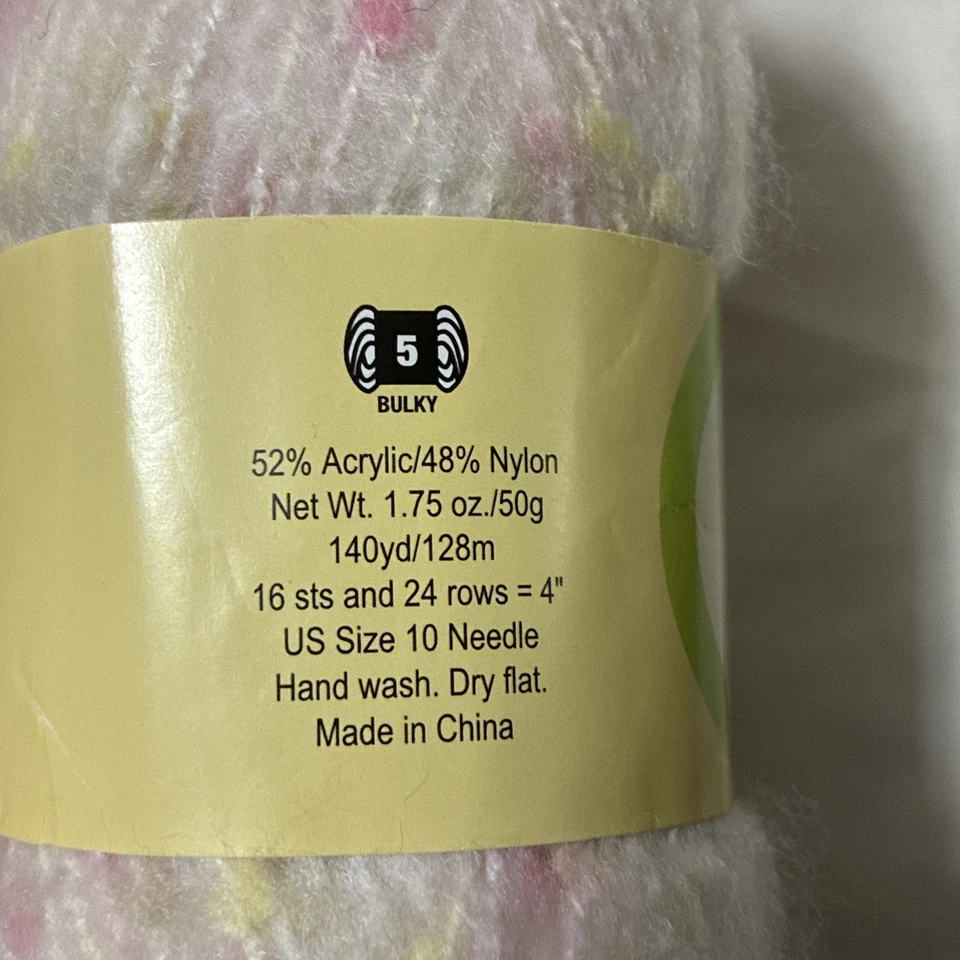 5
BULKY
52% Acrylic/48% Nylon
Net Wt. 1.75 oz./50g
140yd/128m
16 sts and 24 rows = 4"
US Size 10 Needle
Hand wash. Dry flat.
Made in China